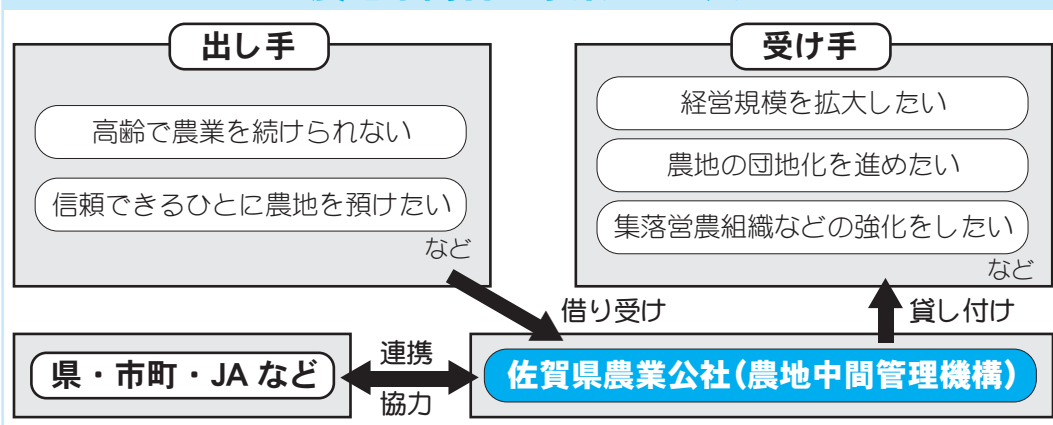 出し手
高齢で農業を続けられない
信頼できるひとに農地を預けたい
など
受け手
経営規模を拡大したい
農地の団地化を進めたい
集落営農組織などの強化をしたい
など
借り受け
貸し付け
県・市町・JAなど
連携
協力
佐賀県農業公社(農地中間管理機構)